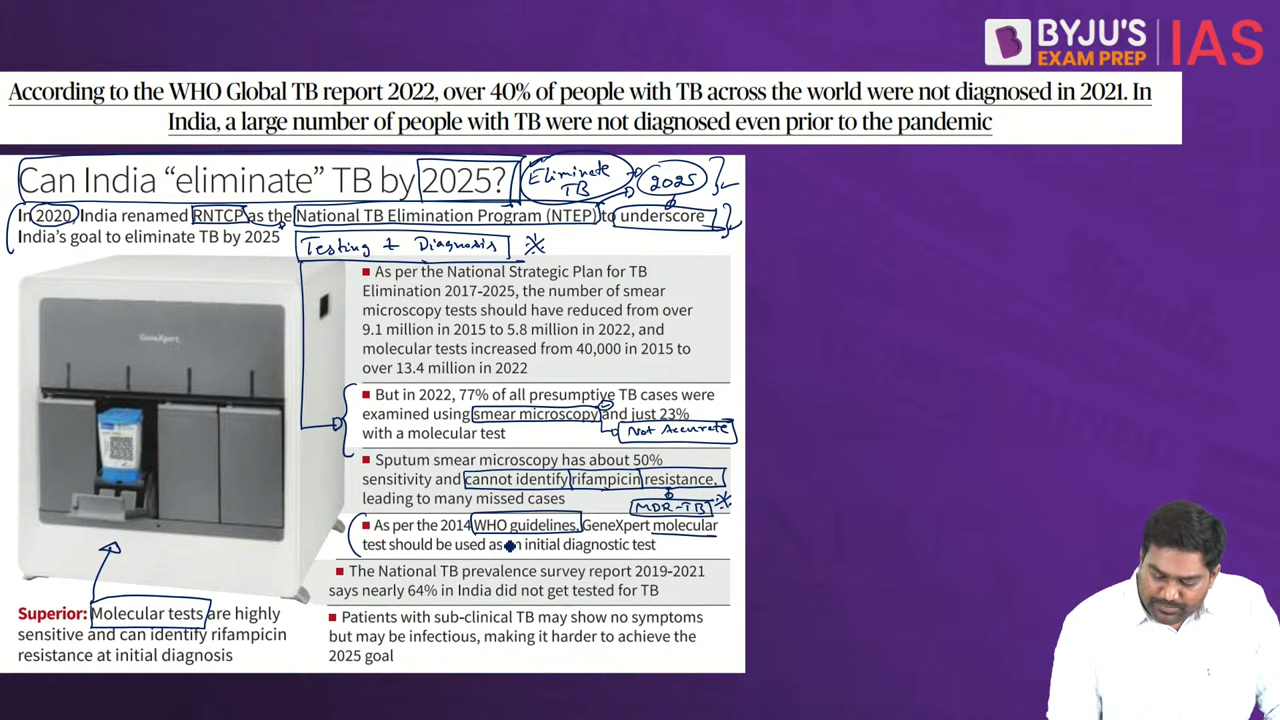 BYJU'S
EXAM PREP
IAS
According to the WHO Global TB report 2022, over 40% of people with TB across the world were not diagnosed in 2021. In
India, a large number of people with TB were not diagnosed even prior to the pandemic
Can India “eliminate” TB by 2025?
Eliminate
TB
2025
In 2020, India renamed RNTCP as the National TB Elimination Program (NTEP) to underscore
India's goal to eliminate TB by 2025
Testing + Diagnosis
GeneXpert
As per the National Strategic Plan for TB
Elimination 2017-2025, the number of smear
microscopy tests should have reduced from over
9.1 million in 2015 to 5.8 million in 2022, and
molecular tests increased from 40,000 in 2015 to
over 13.4 million in 2022
But in 2022, 77% of all presumptive TB cases were
examined using smear microscopy and just 23%
with a molecular test
Not Accurate
Sputum smear microscopy has about 50%
sensitivity and cannot identify rifampicin resistance,
leading to many missed cases
MDR-TB
As per the 2014 WHO guidelines, GeneXpert molecular
test should be used as an initial diagnostic test
The National TB prevalence survey report 2019-2021
says nearly 64% in India did not get tested for TB
Patients with sub-clinical TB may show no symptoms
but may be infectious, making it harder to achieve the
2025 goal
Superior: Molecular tests are highly
sensitive and can identify rifampicin
resistance at initial diagnosis